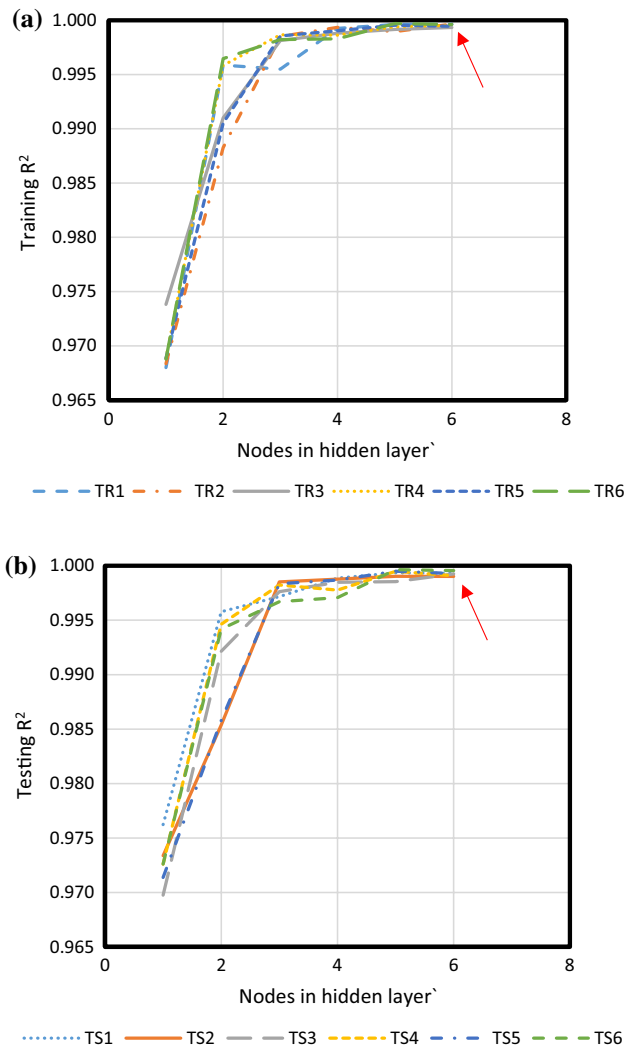 (a)
1.000
0.995
0.990
0.985
0.980
0.975
0.970
0.965
Training R²
0 2 4 6 8
Nodes in hidden layer`
TR1 TR2 TR3 TR4 TR5 TR6
(b)
1.000
0.995
0.990
0.985
0.980
0.975
0.970
0.965
Testing R²
0 2 4 6 8
Nodes in hidden layer`
TS1 TS2 TS3 TS4 TS5 TS6